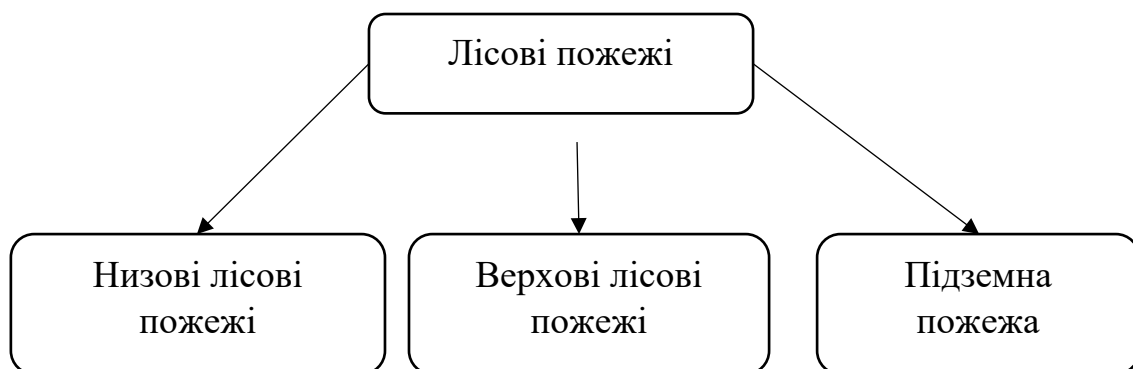 Лісові пожежі
Низові лісові
пожежі
Верхові лісові
пожежі
Підземна
пожежа